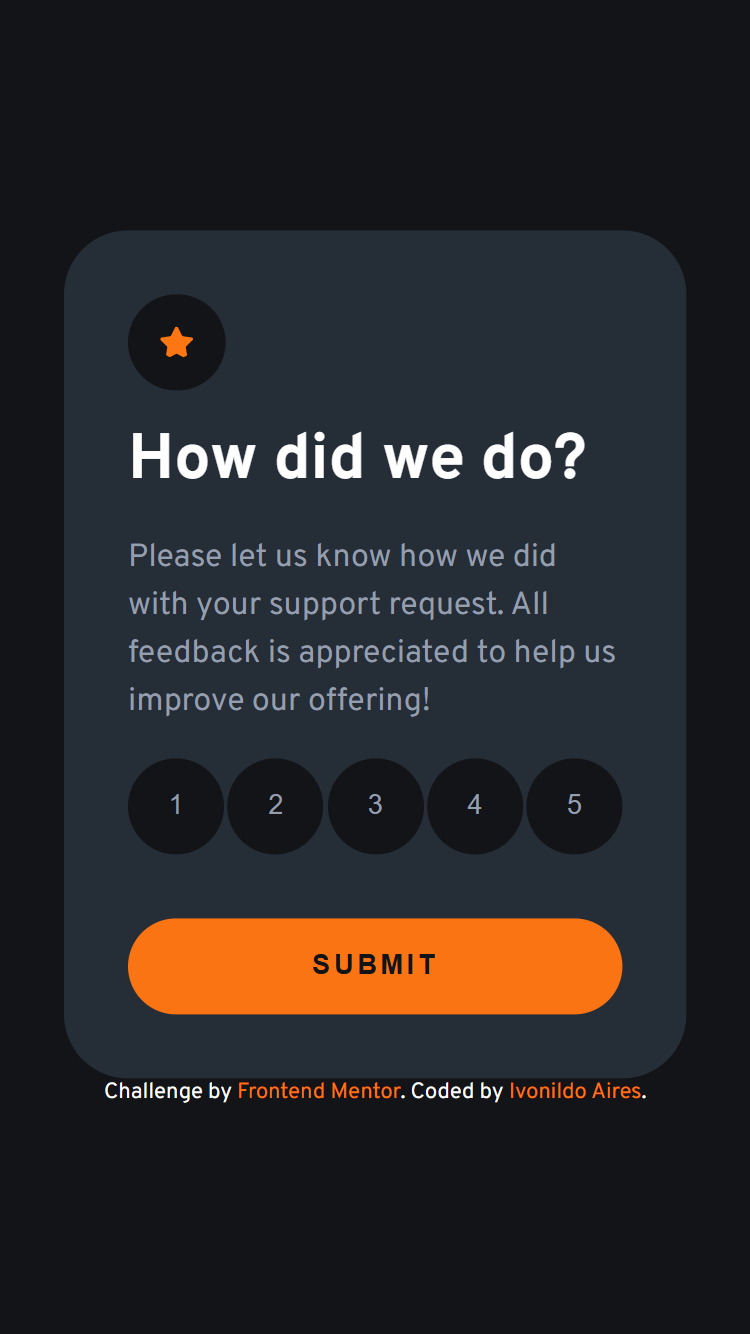 How did we do?
Please let us know how we did
with your support request. All
feedback is appreciated to help us
improve our offering!
1 2 3 4 5
SUBMIT
Challenge by Frontend Mentor. Coded by Ivonildo Aires.